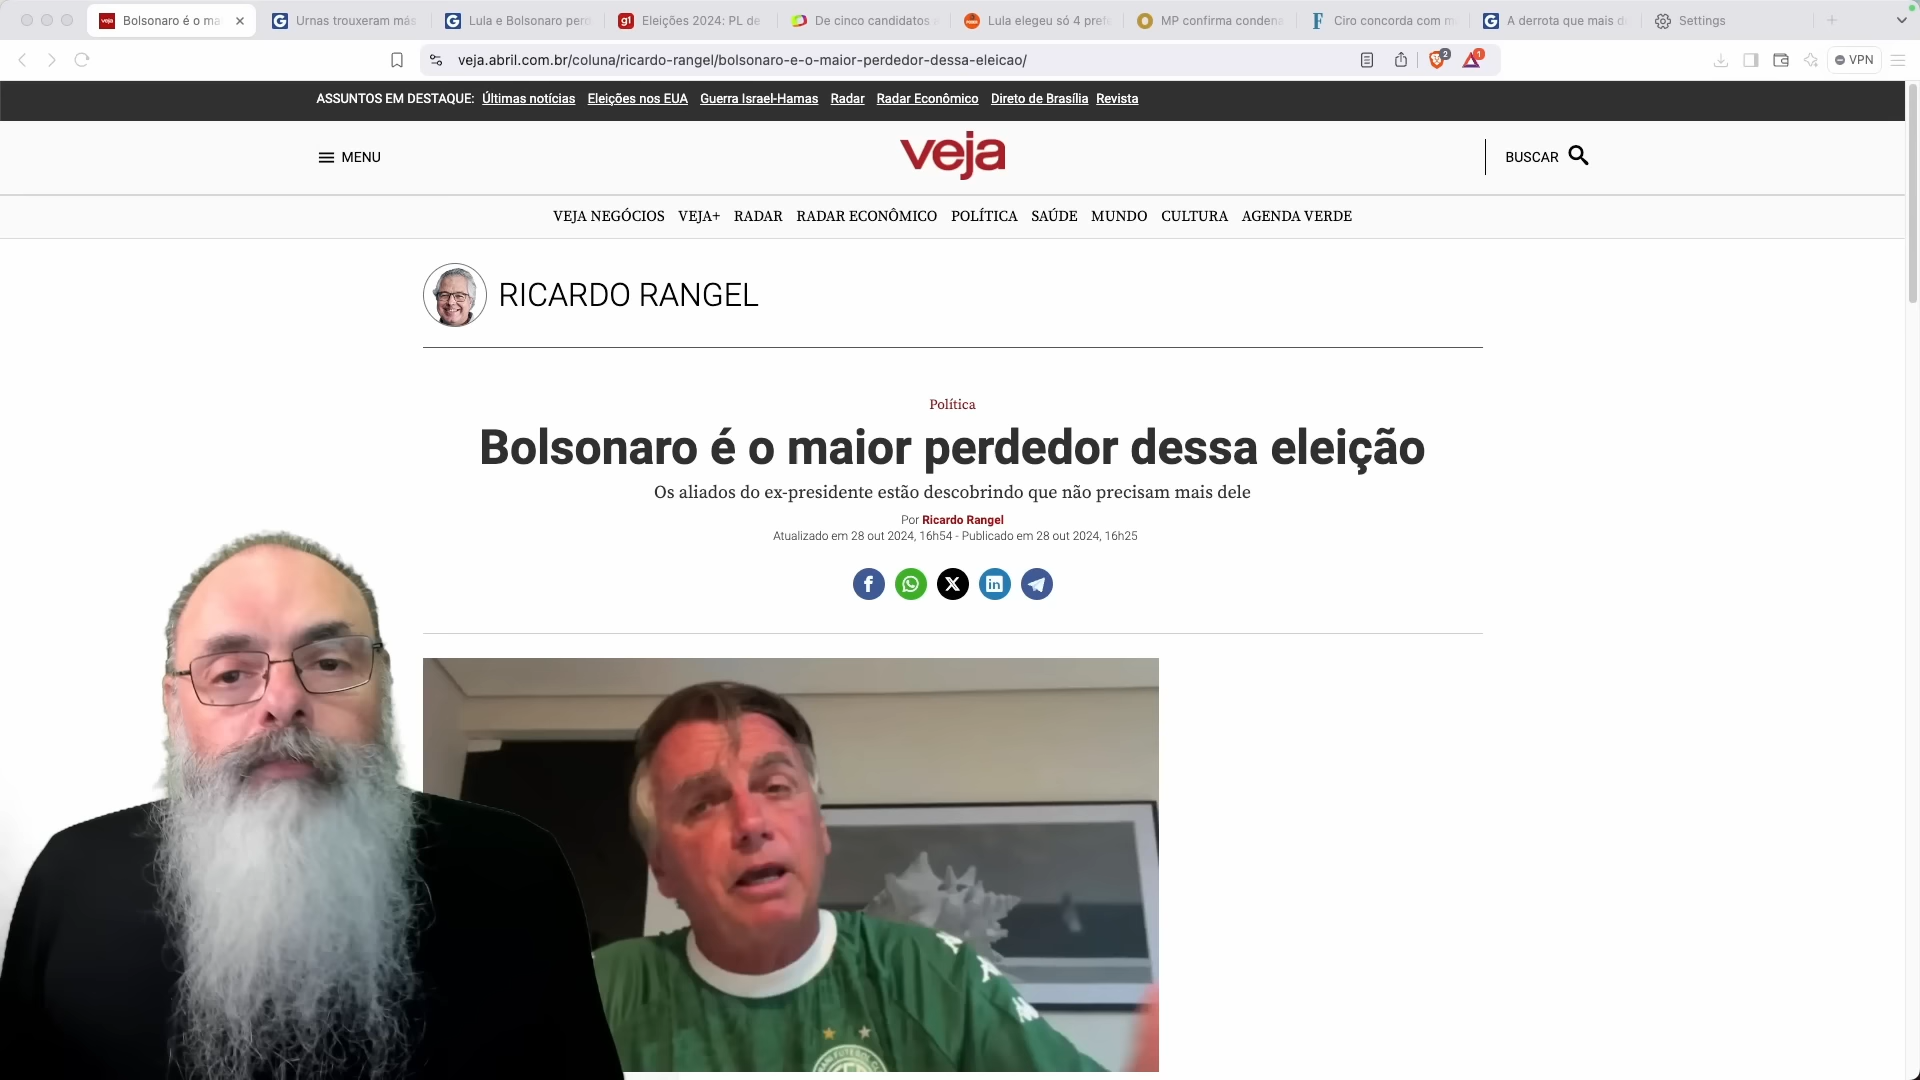 Bolsonaro é o ma
Urnas trouxeram más
Lula e Bolsonaro perd
Eleições 2024: PL de
De cinco candidatos
Lula elegeu só 4 pref
MP confirma condena
Ciro concorda com m
A derrota que mais d
Settings
veja.abril.com.br/coluna/ricardo-rangel/bolsonaro-e-o-maior-perdedor-dessa-eleicao/
2
1
VPN
ASSUNTOS EM DESTAQUE: Últimas notícias Eleições nos EUA Guerra Israel-Hamas Radar Radar Econômico Direto de Brasília Revista
MENU
veja
BUSCAR
VEJA NEGÓCIOS VEJA+ RADAR RADAR ECONÔMICO POLÍTICA SAÚDE MUNDO CULTURA AGENDA VERDE
RICARDO RANGEL
Política
Bolsonaro é o maior perdedor dessa eleição
Os aliados do ex-presidente estão descobrindo que não precisam mais dele
Por Ricardo Rangel
Atualizado em 28 out 2024, 16h54 - Publicado em 28 out 2024, 16h25